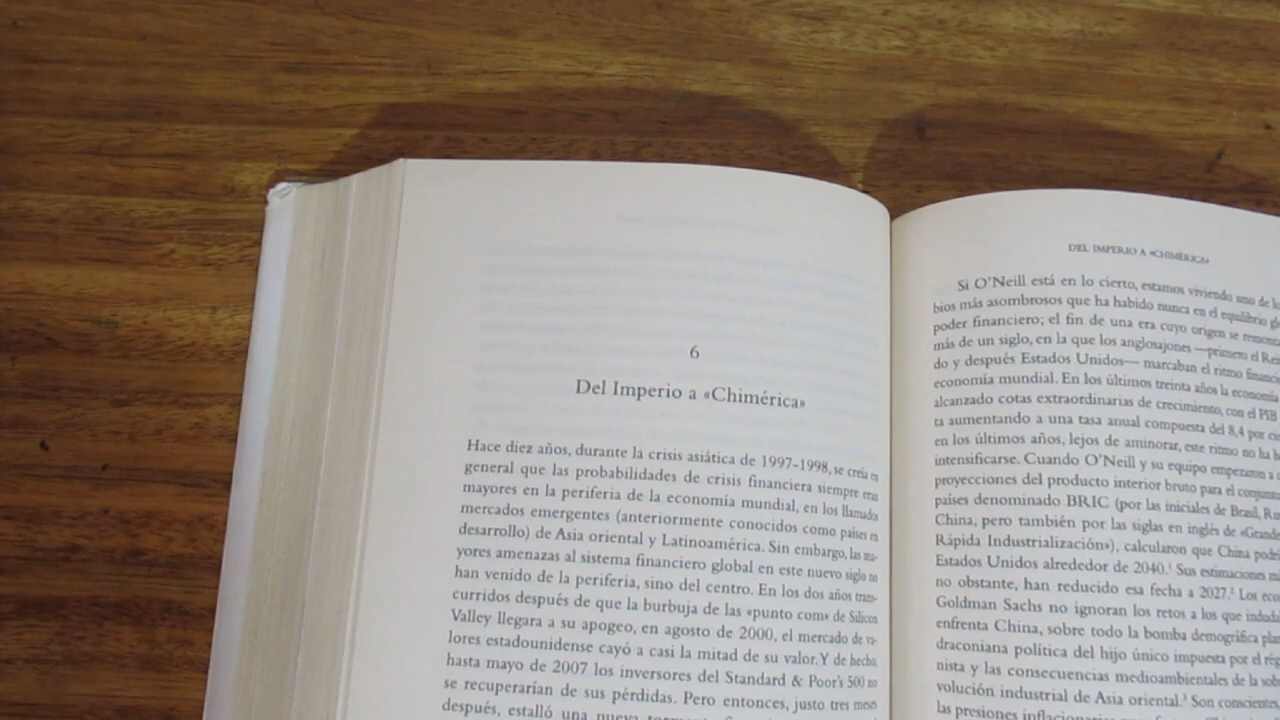 6
Del Imperio a «Chimérica»
Hace diez años, durante la crisis asiática de 1997-1998, se creía en
general que las probabilidades de crisis financiera siempre eran
mayores en la periferia de la economía mundial, en los llamados
mercados emergentes (anteriormente conocidos como países en
desarrollo) de Asia oriental y Latinoamérica. Sin embargo, las ma-
yores amenazas al sistema financiero global en este nuevo siglo no
han venido de la periferia, sino del centro. En los dos años trans-
curridos después de que la burbuja de las «punto com» de Silicon
Valley llegara a su apogeo, en agosto de 2000, el mercado de va-
lores estadounidense cayó a casi la mitad de su valor. Y de hecho,
hasta mayo de 2007 los inversores del Standard & Poor's 500 no
se recuperarían de sus pérdidas. Pero entonces, justo tres meses
después, estalló una nueva
DEL IMPERIO A «CHIMÉRICA»
Si O'Neill está en lo cierto, estamos viviendo uno de
bios más asombrosos que ha habido nunca en el equilibrio
poder financiero; el fin de una era cuyo origen se
más de un siglo, en la que los anglosajones —primero el
do y después Estados Unidos— marcaban el ritmo
economía mundial. En los últimos treinta años la economía
alcanzado cotas extraordinarias de crecimiento, con el PIB
ta aumentando a una tasa anual compuesta del 8,4 por
en los últimos años, lejos de aminorar, este ritmo no ha
intensificarse. Cuando O'Neill y su equipo empezaron a
proyecciones del producto interior bruto para el conjunto
países denominado BRIC (por las iniciales de Brasil,
China, pero también por las siglas en inglés de
Rápida Industrialización»), calcularon que China
Estados Unidos alrededor de 2040.¹ Sus estimaciones
no obstante, han reducido esa fecha a 2027.² Los
Goldman Sachs no ignoran los retos a los que
enfrenta China, sobre todo la bomba demográfica
draconiana política del hijo único impuesta por el
nista y las consecuencias medioambientales de la
volución industrial de Asia oriental.³ Son conscientes
las presiones